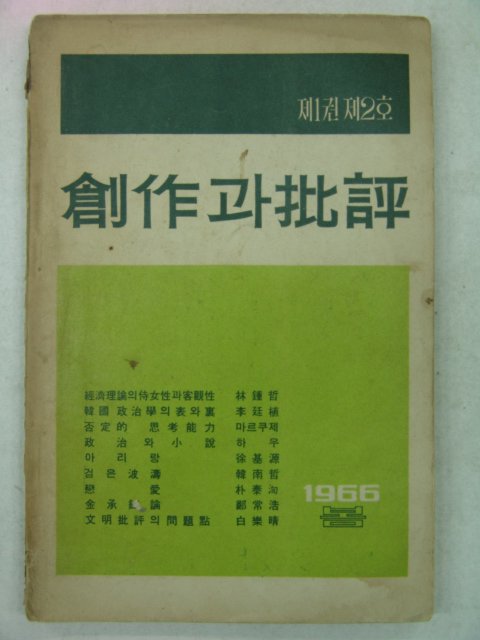 제1권 제2호
創作과批評
經濟理論의侍女性과客觀性 林鍾哲
韓國 政治學의表와裏 李廷植
否定的 思考能力 마르쿠제
政治와小說 하우
아리랑 徐基源
검은波濤 韓南哲
戀愛 朴泰洵
金承鈺論 鄭常浩
文明批評의問題點 白樂晴
1966